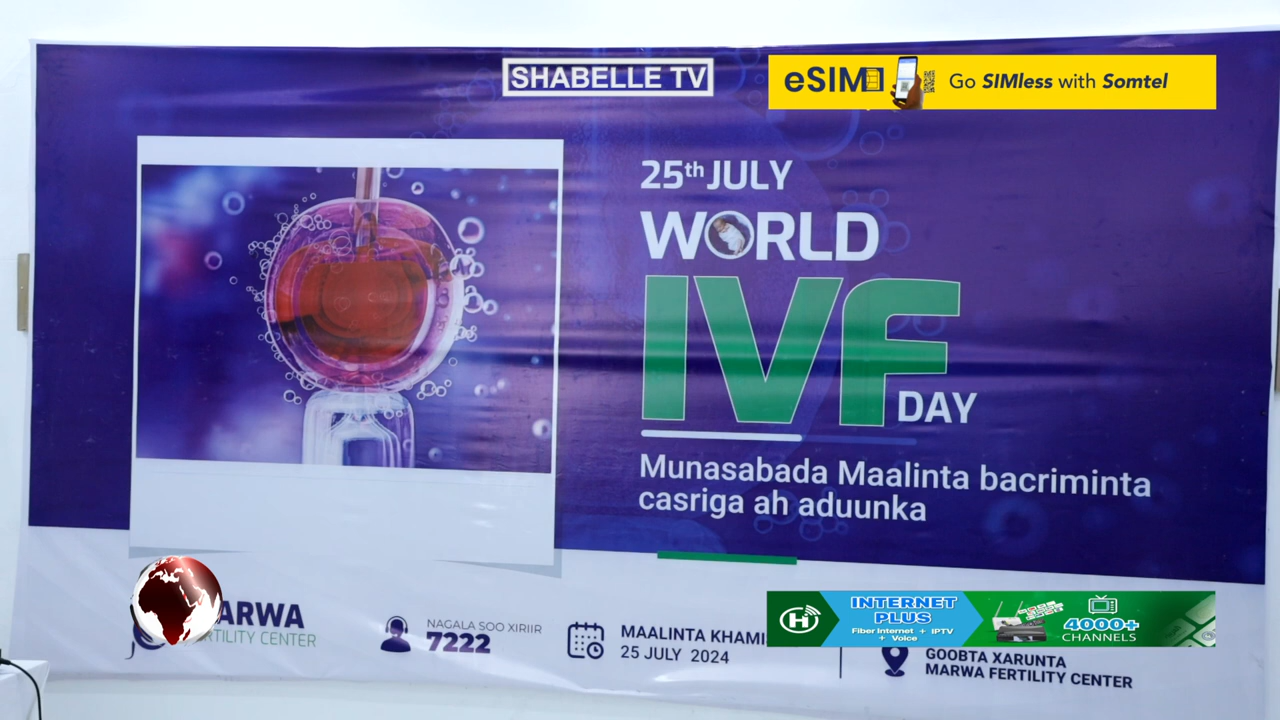 SHABELLE TV
eSIM Go SIMless with Somtel
25th JULY
WORLD
IVF
DAY
Munasabada Maalinta bacriminta
casriga ah aduunka
ARWA
RTILITY CENTER
NAGALA SOO XIRIIR
7222
MAALINTA KHAMI
25 JULY 2024
INTERNET
PLUS
Fiber Internet + IPTV
+ Voice
4000+
CHANNELS
GOOBTA XARUNTA
MARWA FERTILITY CENTER